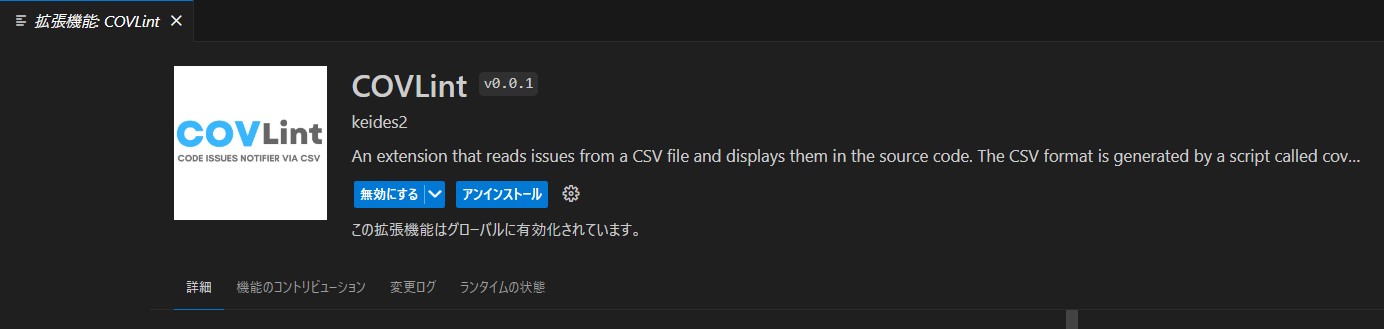 拡張機能: COVLint
COVLint v0.0.1
COVLint
CODE ISSUES NOTIFIER VIA CSV
keides2
An extension that reads issues from a CSV file and displays them in the source code. The CSV format is generated by a script called cov...
無効にする アンインストール
この拡張機能はグローバルに有効化されています。
詳細 機能のコントリビューション 変更ログ ランタイムの状態